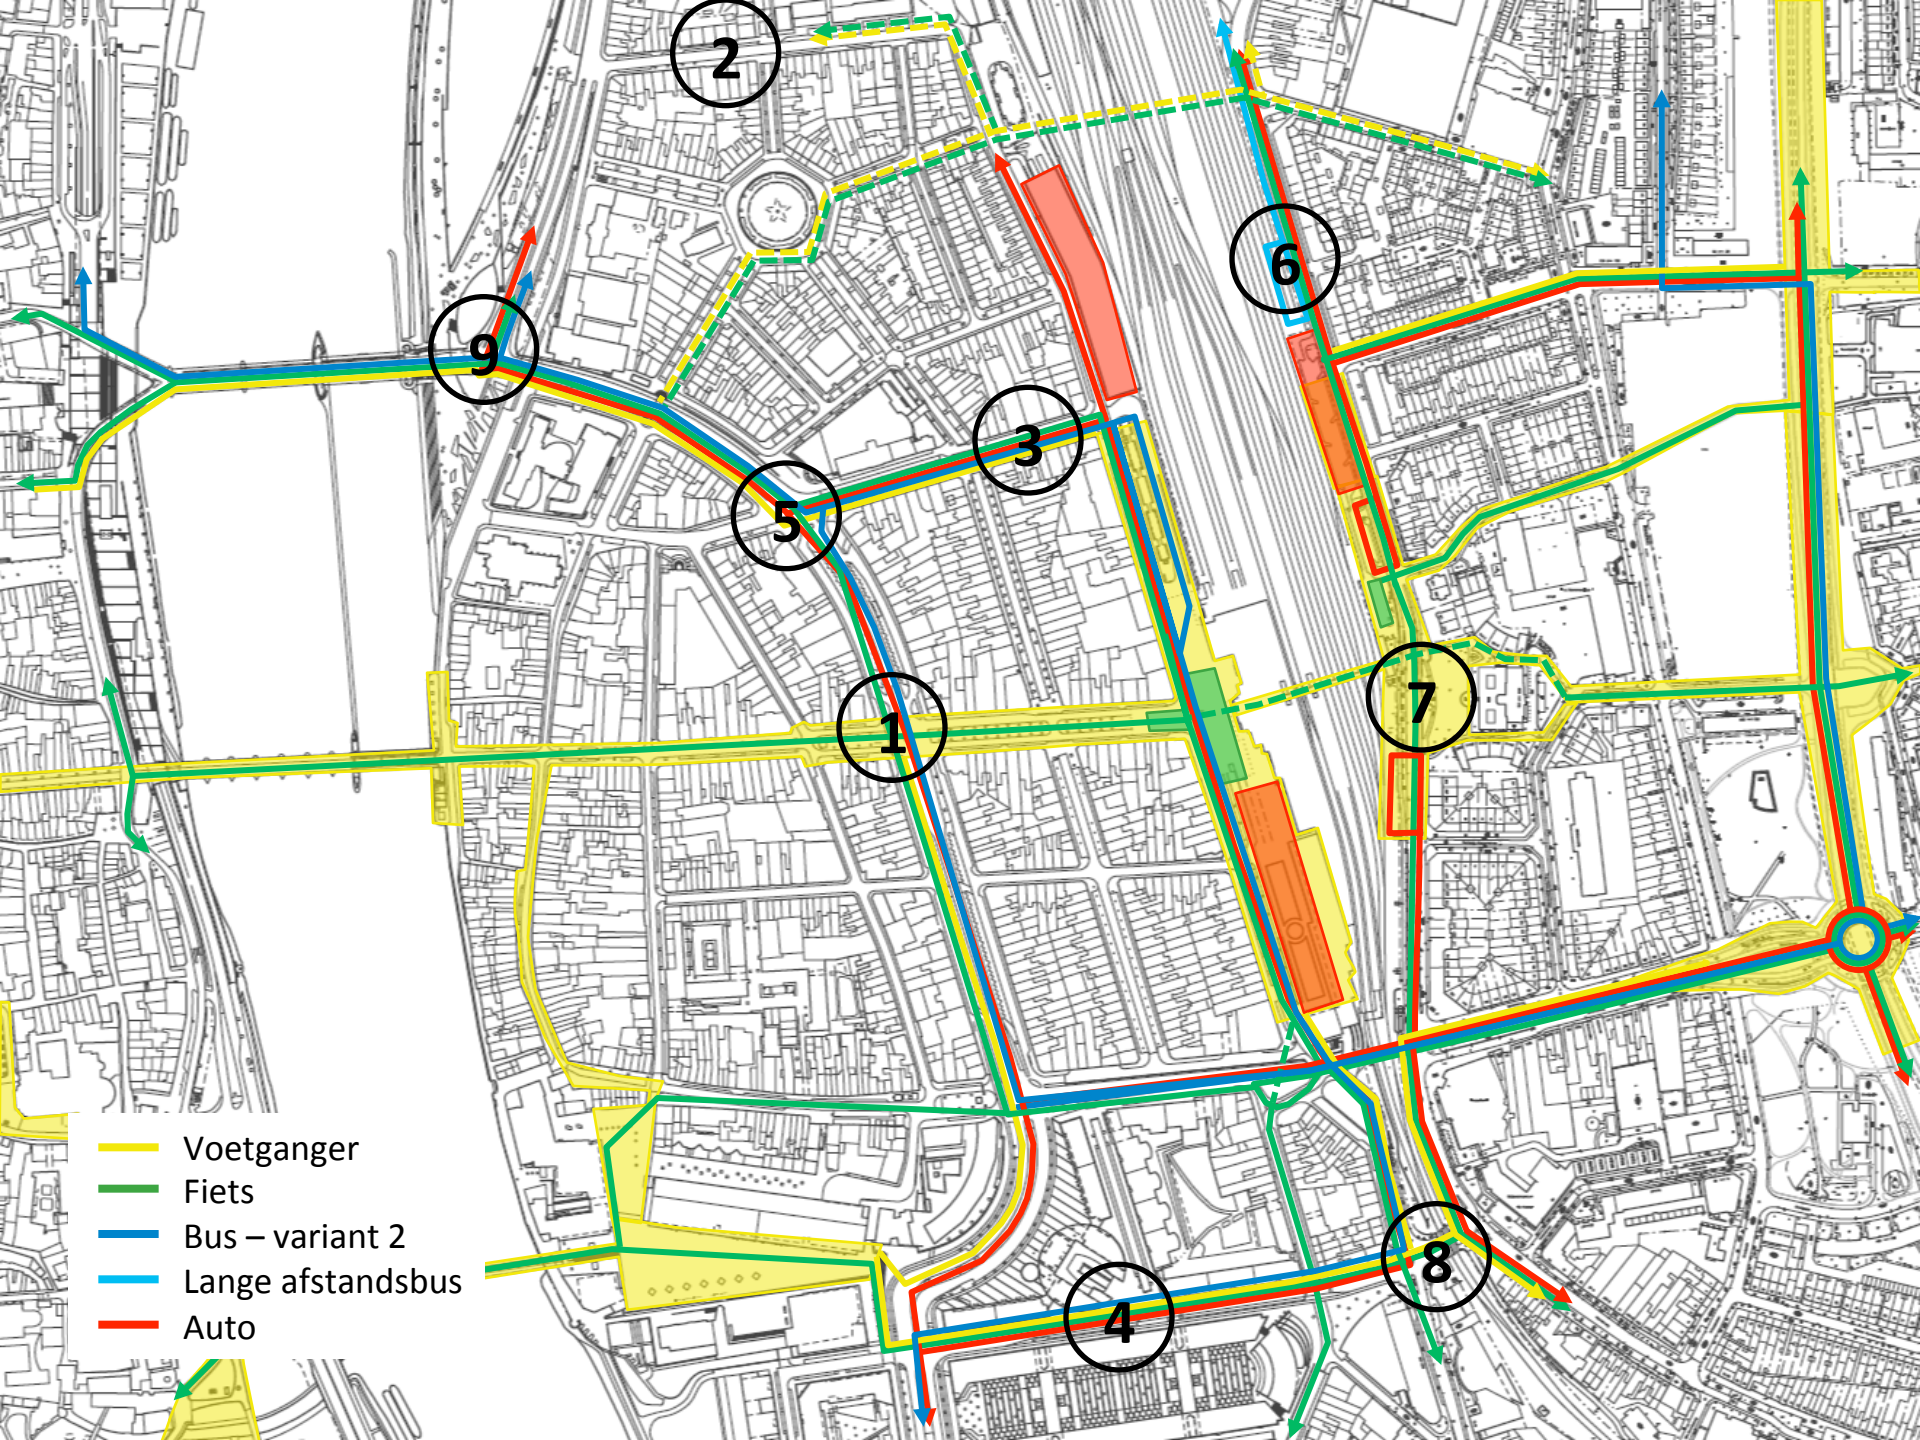 2
6
9
3
5
7
1
8
4
Voetganger
Fiets
Bus – variant 2
Lange afstandsbus
Auto